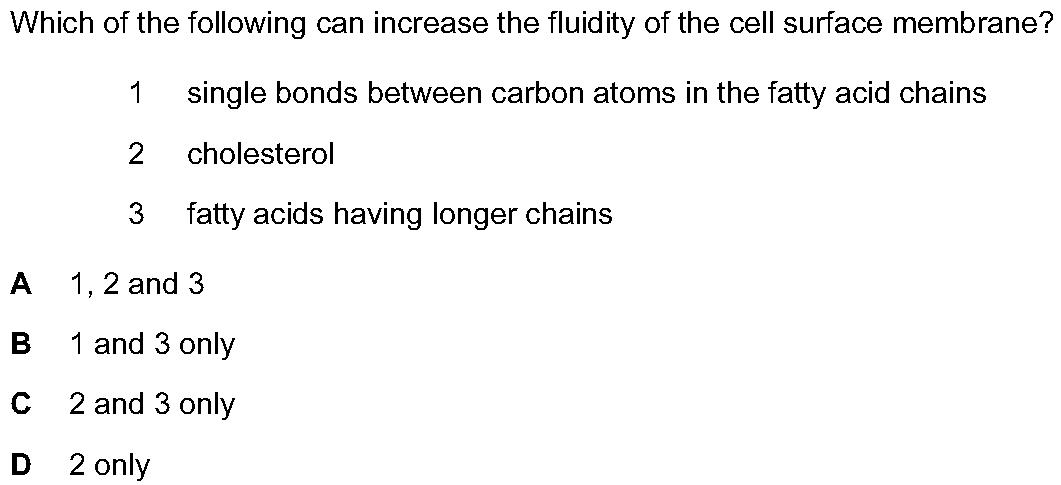 Which of the following can increase the fluidity of the cell surface membrane?
1 single bonds between carbon atoms in the fatty acid chains
2 cholesterol
3 fatty acids having longer chains
A 1, 2 and 3
B 1 and 3 only
C 2 and 3 only
D 2 only